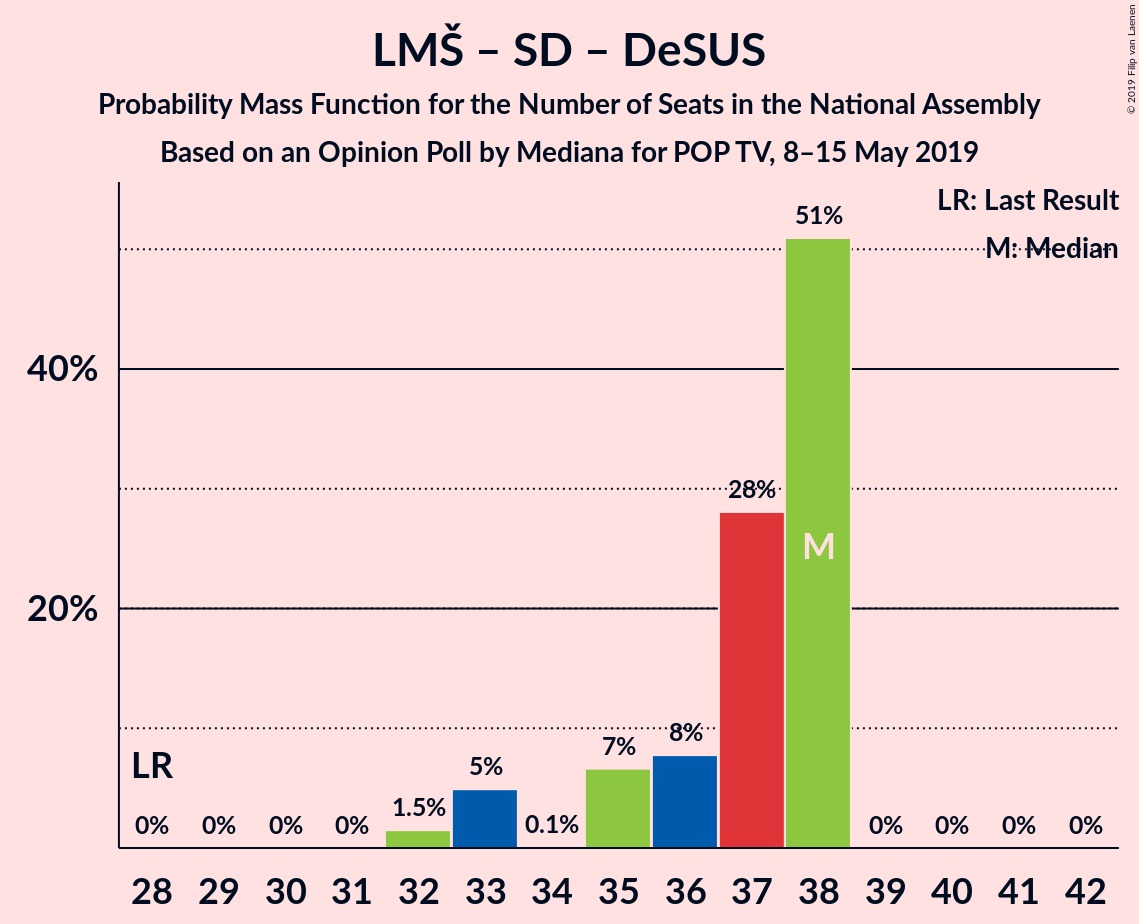 LMŠ – SD – DeSUS
Probability Mass Function for the Number of Seats in the National Assembly
Based on an Opinion Poll by Mediana for POP TV, 8–15 May 2019
© 2019 Filip van Laenen
LR: Last Result
M: Median
51%
40%
28%
M
20%
8%
7%
5%
LR
1.5%
0% 0% 0% 0% 0.1% 0% 0% 0% 0%
28 29 30 31 32 33 34 35 36 37 38 39 40 41 42